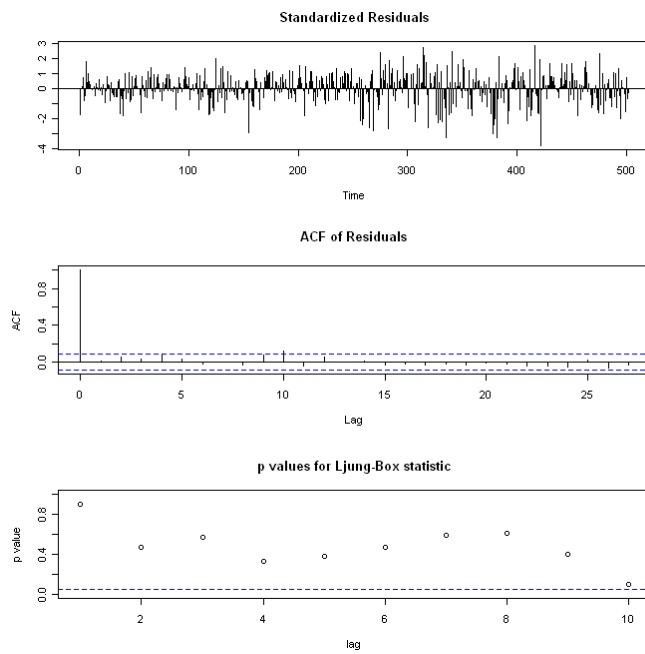 Standardized Residuals
3
2
1
0
-2
-4
0 100 200 300 400 500
Time
ACF of Residuals
ACF
0.8
0.4
0.0
0 5 10 15 20 25
Lag
p values for Ljung-Box statistic
p value
0.8
0.4
0.0
2 4 6 8 10
lag